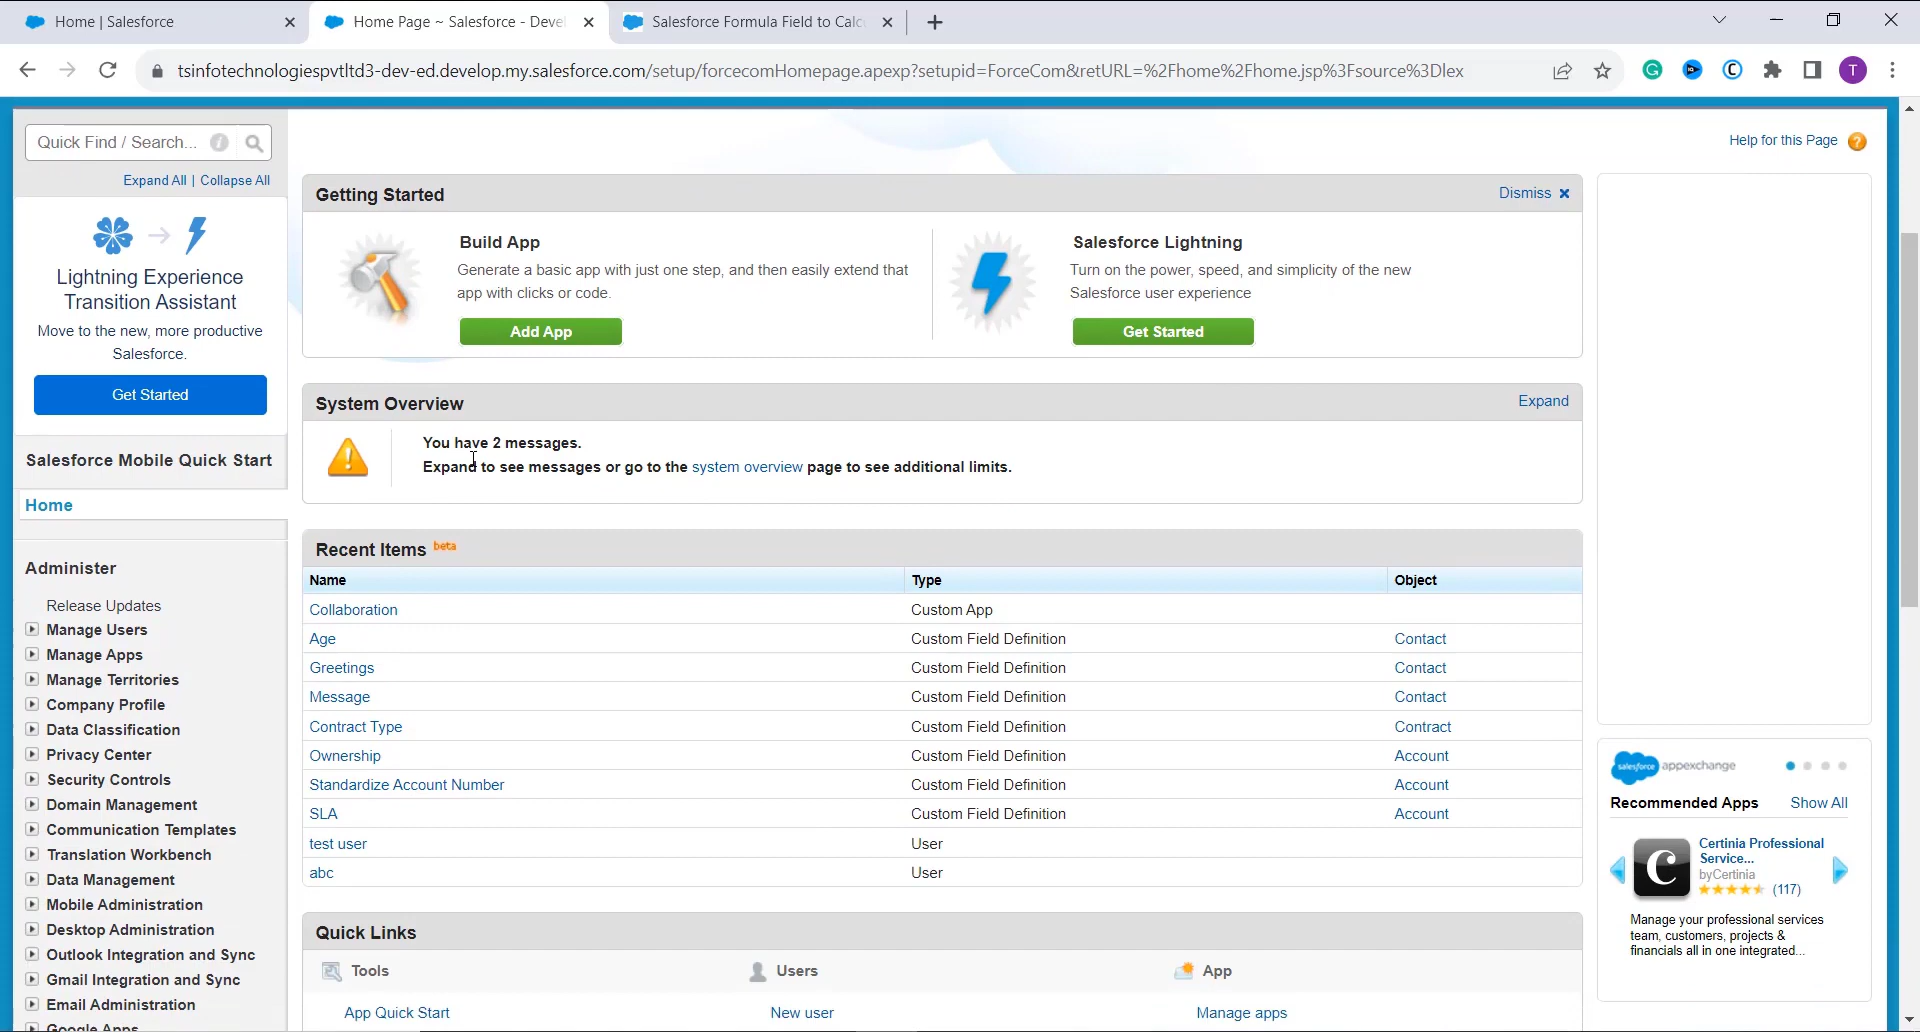 Home | Salesforce
Home Page ~ Salesforce - Deve
Salesforce Formula Field to Calc
tsinfotechnologiespvtltd3-dev-ed.develop.my.salesforce.com/setup/forcecomHomepage.apexp?setupid=ForceCom&retURL=%2Fhome%2Fhome.jsp%3Fsource%3Dlex
T
Quick Find / Search...
Expand All | Collapse All
Lightning Experience
Transition Assistant
Move to the new, more productive
Salesforce.
Get Started
Salesforce Mobile Quick Start
Home
Administer
Release Updates
Manage Users
Manage Apps
Manage Territories
Company Profile
Data Classification
Privacy Center
Security Controls
Domain Management
Communication Templates
Translation Workbench
Data Management
Mobile Administration
Desktop Administration
Outlook Integration and Sync
Gmail Integration and Sync
Email Administration
Google Apps
Help for this Page ?
Getting Started
Dismiss
Build App
Generate a basic app with just one step, and then easily extend that
app with clicks or code.
Add App
Salesforce Lightning
Turn on the power, speed, and simplicity of the new
Salesforce user experience
Get Started
System Overview
Expand
You have 2 messages.
Expand to see messages or go to the system overview page to see additional limits.
Recent Items beta
Name Type Object
Collaboration Custom App
Age Custom Field Definition Contact
Greetings Custom Field Definition Contact
Message Custom Field Definition Contact
Contract Type Custom Field Definition Contract
Ownership Custom Field Definition Account
Standardize Account Number Custom Field Definition Account
SLA Custom Field Definition Account
test user User
abc User
Quick Links
Tools Users App
App Quick Start New user Manage apps
salesforce appexchange
Recommended Apps Show All
C
Certinia Professional
Service...
byCertinia
(117)
Manage your professional services
team, customers, projects &
financials all in one integrated...